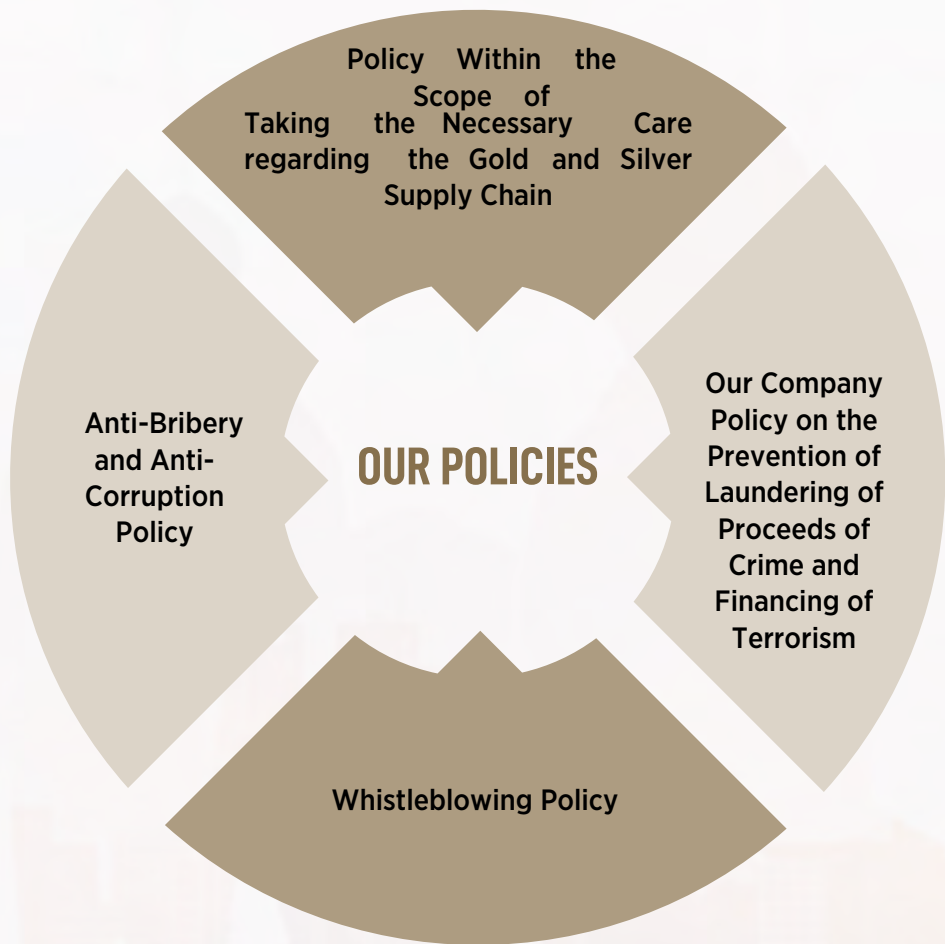 Policy Within the
Scope of
Taking the Necessary Care
regarding the Gold and Silver
Supply Chain
Anti-Bribery
and Anti-
Corruption
Policy
OUR POLICIES
Our Company
Policy on the
Prevention of
Laundering of
Proceeds of
Crime and
Financing of
Terrorism
Whistleblowing Policy